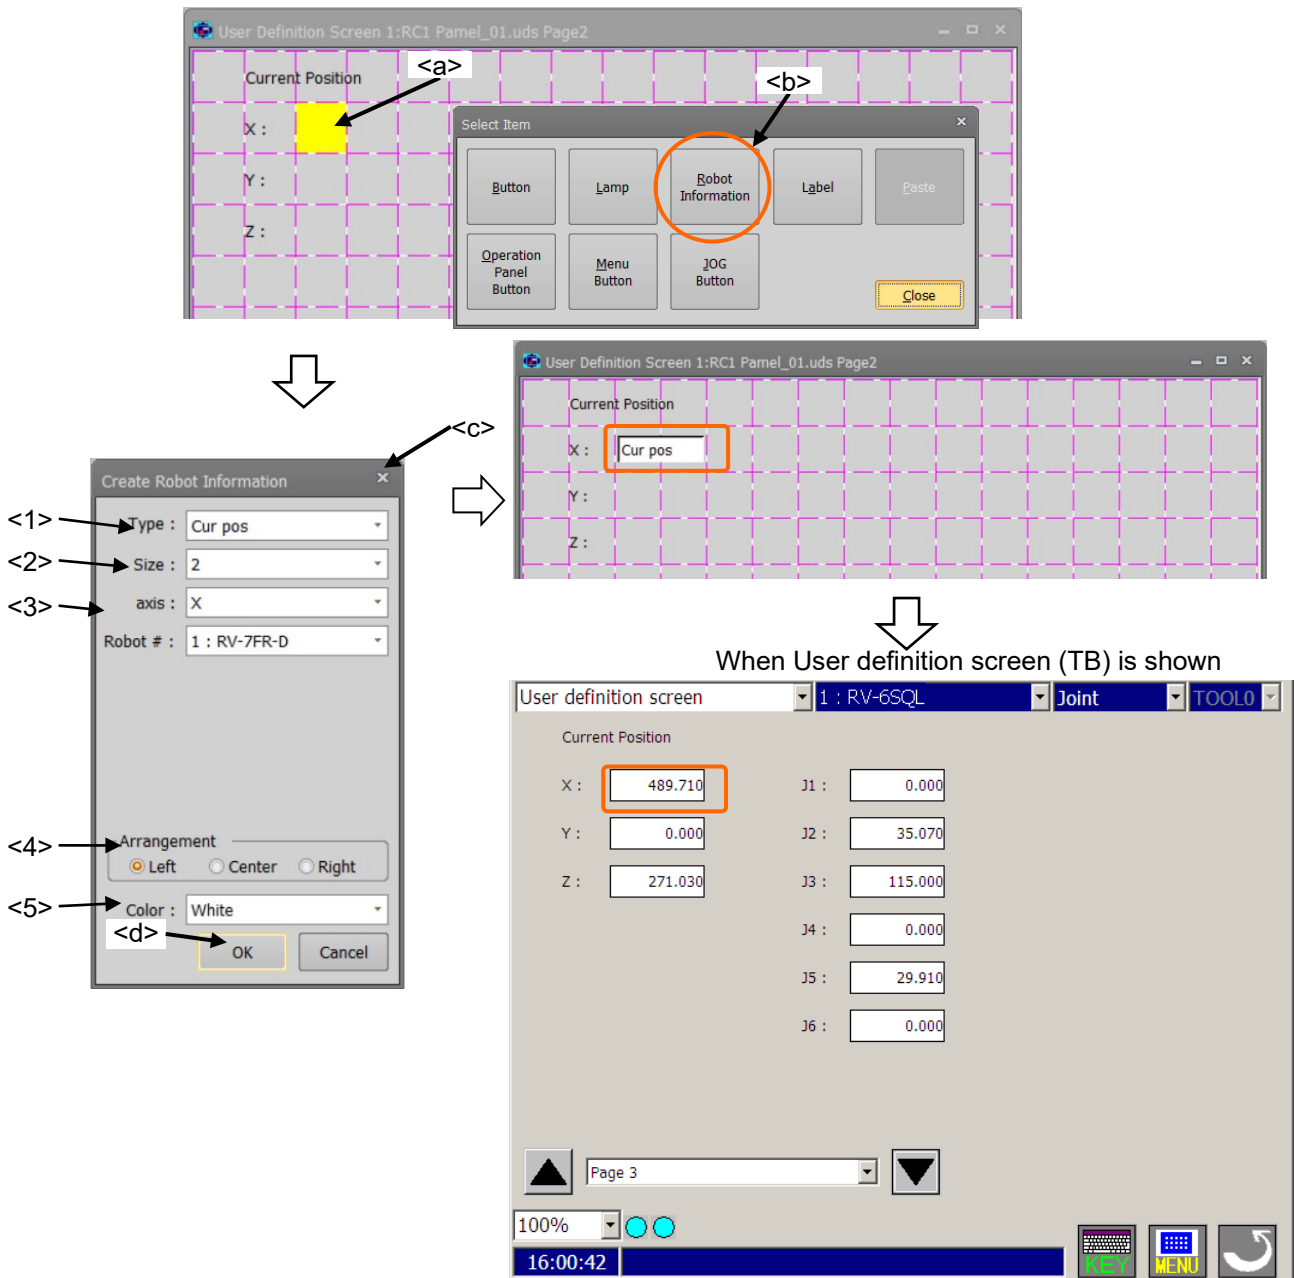 User Definition Screen 1:RC1 Pamel_01.uds Page2
Current Position
<a>
<b>
X :
Y :
Z :
Select Item
Button
Lamp
Robot
Information
Label
Paste
Operation
Panel
Button
Menu
Button
JOG
Button
Close
<c>
Create Robot Information
<1>
Type :
Cur pos
<2>
Size :
2
<3>
axis :
X
Robot # :
1 : RV-7FR-D
<4>
Arrangement
Left
Center
Right
<5>
Color :
White
<d>
OK
Cancel
User Definition Screen 1:RC1 Pamel_01.uds Page2
Current Position
X :
Cur pos
Y :
Z :
When User definition screen (TB) is shown
User definition screen
1 : RV-6SQL
Joint
TOOL0
Current Position
X :
489.710
J1 :
0.000
Y :
0.000
J2 :
35.070
Z :
271.030
J3 :
115.000
J4 :
0.000
J5 :
29.910
J6 :
0.000
Page 3
100%
16:00:42
KEY
MENU